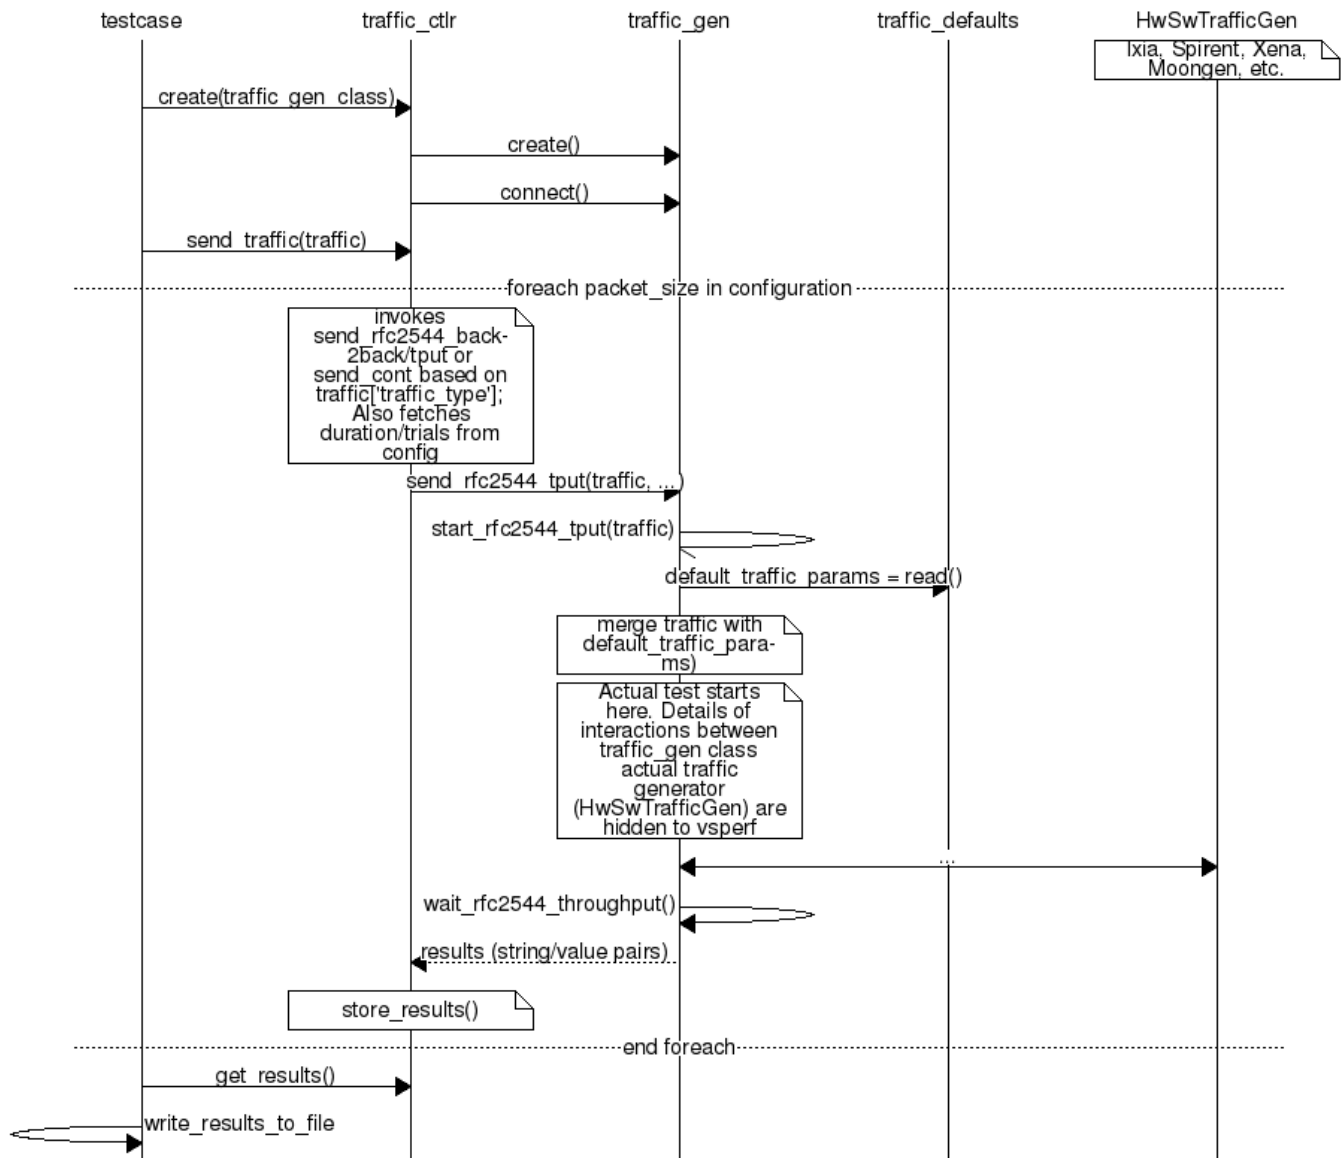 testcase
traffic_ctlr
traffic_gen
traffic_defaults
HwSwTrafficGen
Ixia, Spirent, Xena,
Moongen, etc.
create(traffic_gen_class)
create()
connect()
send_traffic(traffic)
foreach packet_size in configuration
invokes
send_rfc2544_back-
2back/tput or
send_cont based on
traffic['traffic_type'];
Also fetches
duration/trials from
config
send_rfc2544_tput(traffic, ...)
start_rfc2544_tput(traffic)
default_traffic_params = read()
merge traffic with
default_traffic_para-
ms)
Actual test starts
here. Details of
interactions between
traffic_gen class
actual traffic
generator
(HwSwTrafficGen) are
hidden to vsperf
...
wait_rfc2544_throughput()
results (string/value pairs)
store_results()
end foreach
get_results()
write_results_to_file